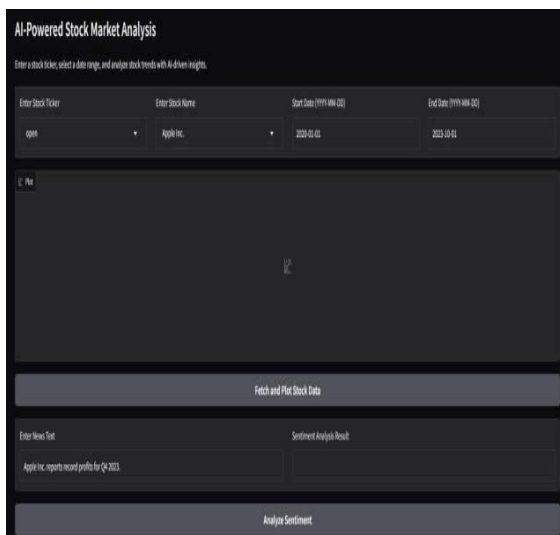 AI-Powered Stock Market Analysis
Enter a stock ticker, select a date range, and analyze stock trends with AI-driven insights.
Enter Stock Ticker Enter Stock Name Start Date (YYYY-MM-DD) End Date (YYYY-MM-DD)
open Apple Inc. 2020-01-01 2023-10-01
Plot
Fetch and Plot Stock Data
Enter News Text Sentiment Analysis Result
Apple Inc. reports record profits for Q4 2023.
Analyze Sentiment